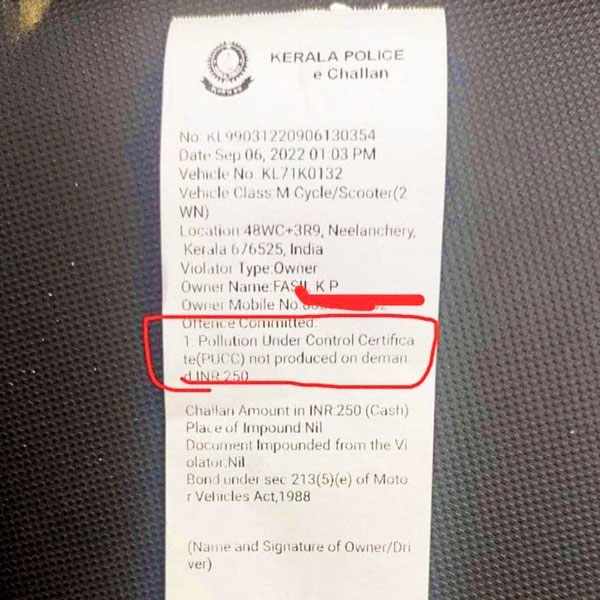 KERALA POLICE
e Challan
No: KL99031220906130354
Date: Sep 06, 2022 01:03 PM
Vehicle No: KL71K0132
Vehicle Class:M Cycle/Scooter(2
WN)
Location 48WC+3R9, Neelanchery,
Kerala 676525, India
Violator Type:Owner
Owner Name:FASIL K P
Owner Mobile No:
Offence Committed:
1. Pollution Under Control Certifica
te(PUCC) not produced on deman
d.INR:250
Challan Amount in INR:250 (Cash)
Place of Impound:Nil
Document Impounded from the Vi
olator:Nil
Bond under sec 213(5)(e) of Moto
r Vehicles Act,1988
(Name and Signature of Owner/Dri
ver)